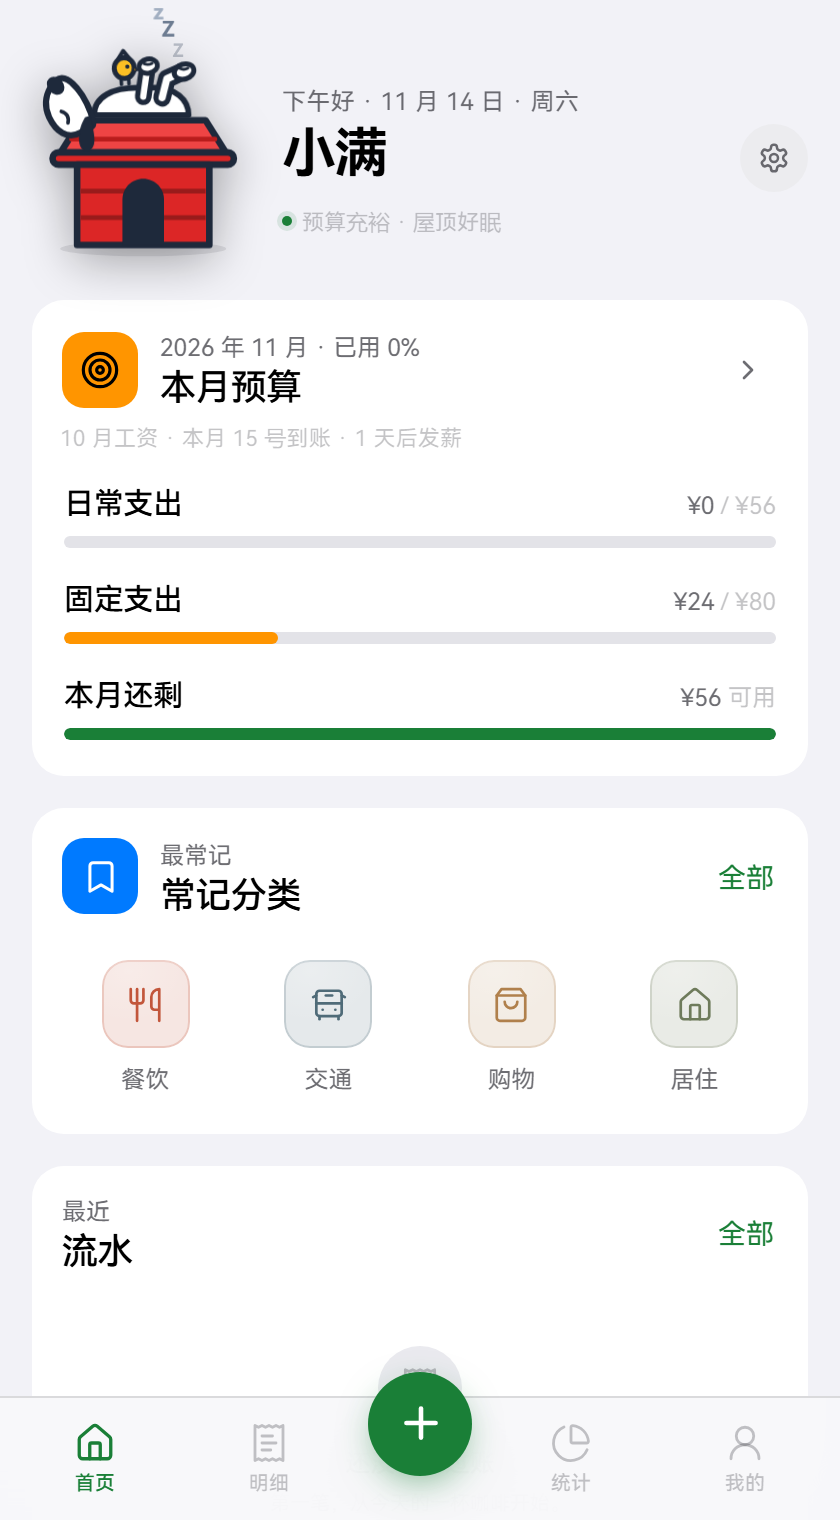 z
Z
z
下午好 · 11 月 14 日 · 周六
小满
预算充裕 · 屋顶好眠
2026 年 11 月 · 已用 0%
本月预算
10 月工资 · 本月 15 号到账 · 1 天后发薪
日常支出 ¥0 / ¥56
固定支出 ¥24 / ¥80
本月还剩 ¥56 可用
最常记
常记分类
全部
餐饮 交通 购物 居住
最近
流水
全部
首页 明细 统计 我的